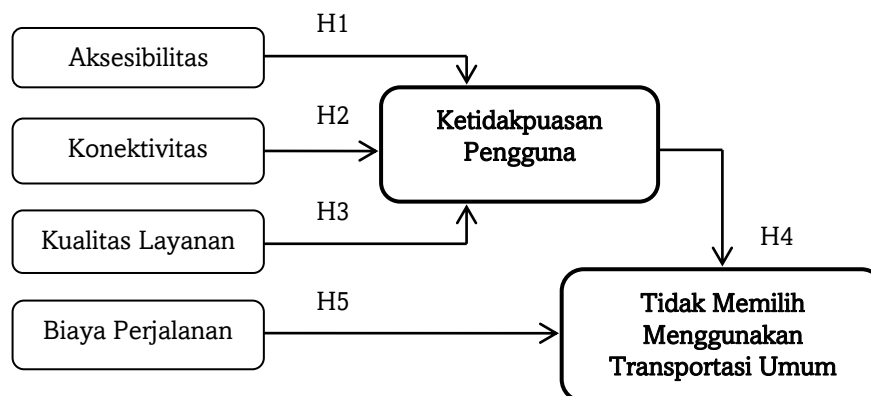 H1
Aksesibilitas
H2
Ketidakpuasan
Pengguna
Konektivitas
H3
Kualitas Layanan
H4
H5
Biaya Perjalanan
Tidak Memilih
Menggunakan
Transportasi Umum